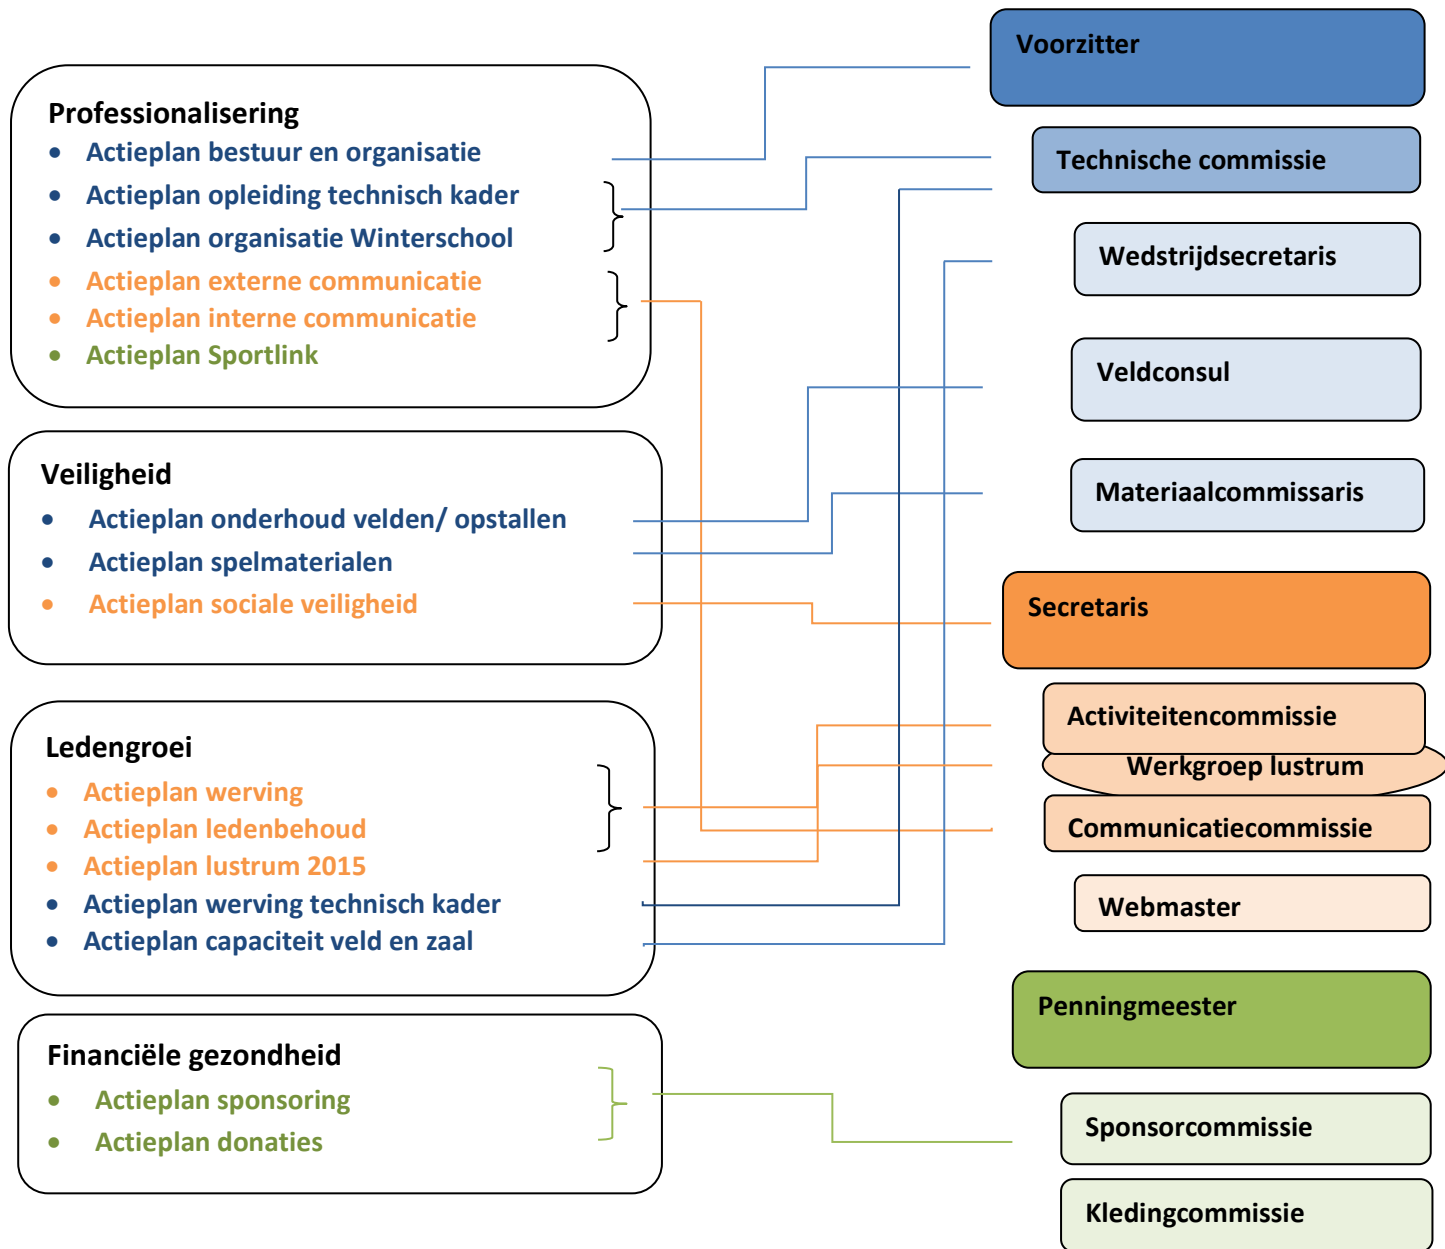 Professionalisering
• Actieplan bestuur en organisatie
• Actieplan opleiding technisch kader
• Actieplan organisatie Winterschool
• Actieplan externe communicatie
• Actieplan interne communicatie
• Actieplan Sportlink
Veiligheid
• Actieplan onderhoud velden/ opstallen
• Actieplan spelmaterialen
• Actieplan sociale veiligheid
Ledengroei
• Actieplan werving
• Actieplan ledenbehoud
• Actieplan lustrum 2015
• Actieplan werving technisch kader
• Actieplan capaciteit veld en zaal
Financiële gezondheid
• Actieplan sponsoring
• Actieplan donaties
Voorzitter
Technische commissie
Wedstrijdsecretaris
Veldconsul
Materiaalcommissaris
Secretaris
Activiteitencommissie
Werkgroep lustrum
Communicatiecommissie
Webmaster
Penningmeester
Sponsorcommissie
Kledingcommissie